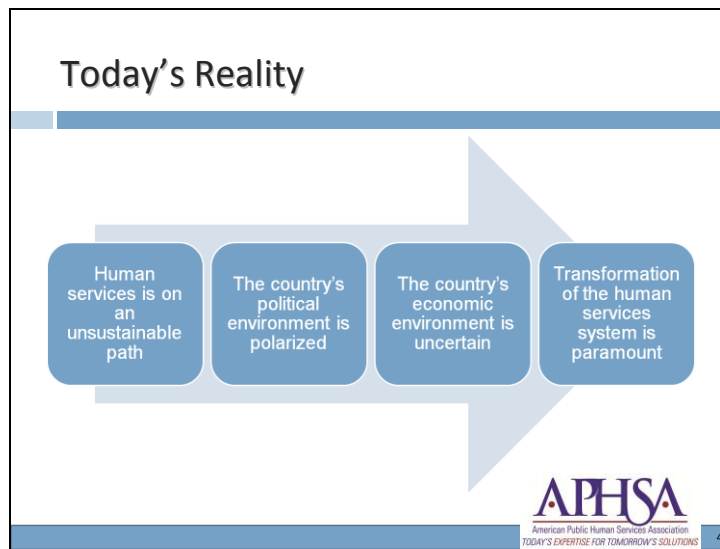 Today's Reality
Human
services is on
an
unsustainable
path
The country's
political
environment is
polarized
The country's
economic
environment is
uncertain
Transformation
of the human
services
system is
paramount
APHSA
American Public Human Services Association
TODAY'S EXPERTISE FOR TOMORROW'S SOLUTIONS
4